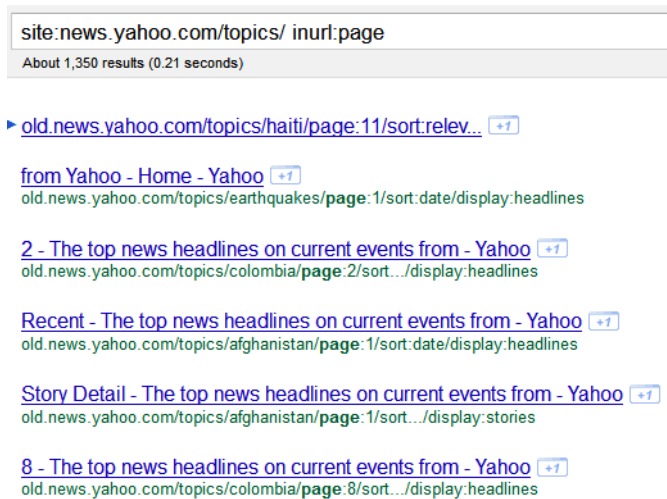 site:news.yahoo.com/topics/ inurl:page
About 1,350 results (0.21 seconds)
old.news.yahoo.com/topics/haiti/page:11/sort:relev... +1
from Yahoo - Home - Yahoo +1
old.news.yahoo.com/topics/earthquakes/page:1/sort:date/display:headlines
2 - The top news headlines on current events from - Yahoo +1
old.news.yahoo.com/topics/colombia/page:2/sort.../display:headlines
Recent - The top news headlines on current events from - Yahoo +1
old.news.yahoo.com/topics/afghanistan/page:1/sort:date/display:headlines
Story Detail - The top news headlines on current events from - Yahoo +1
old.news.yahoo.com/topics/afghanistan/page:1/sort.../display:stories
8 - The top news headlines on current events from - Yahoo +1
old.news.yahoo.com/topics/colombia/page:8/sort.../display:headlines